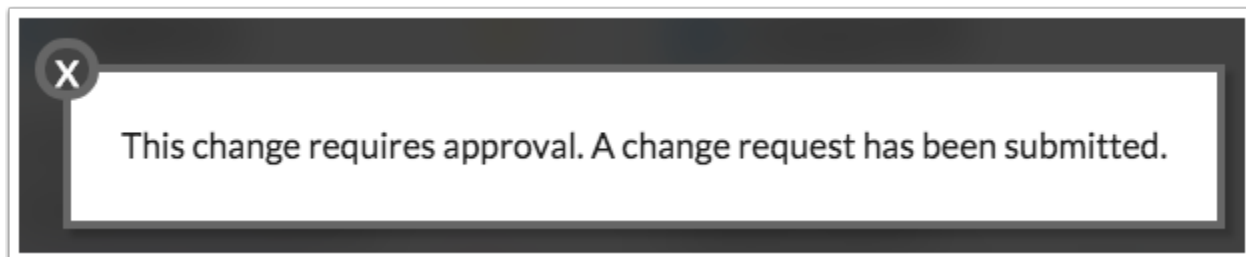 X
This change requires approval. A change request has been submitted.